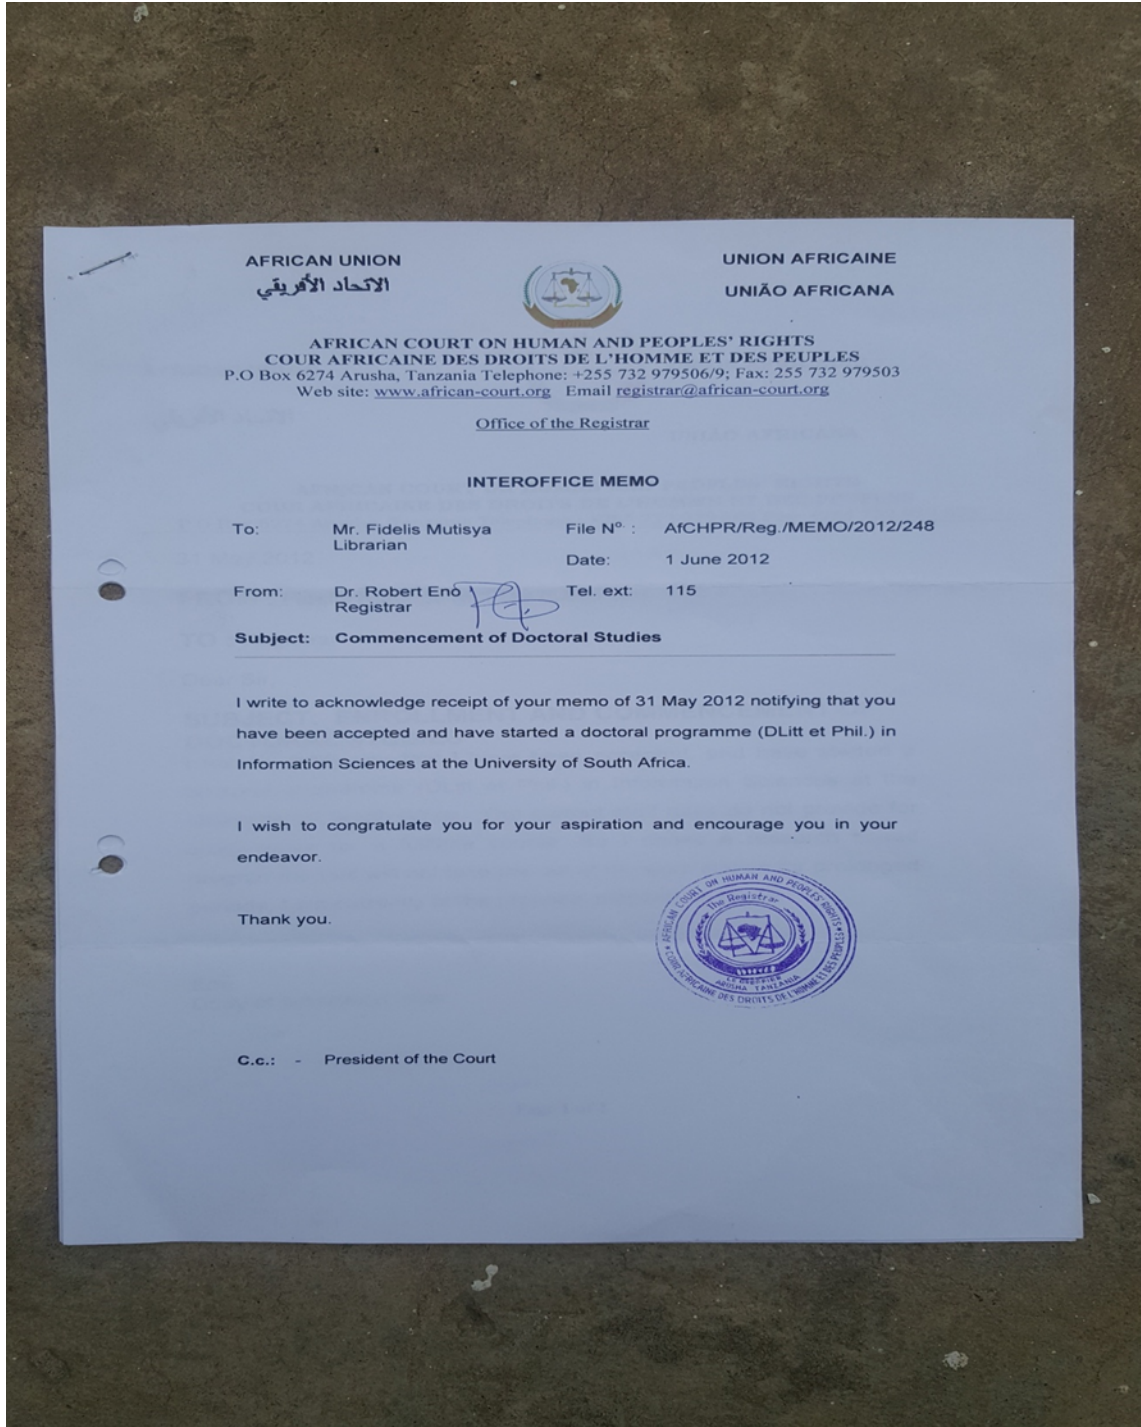 AFRICAN UNION
الاتحاد الأفريقي
UNION AFRICAINE
UNIÃO AFRICANA
AFRICAN COURT ON HUMAN AND PEOPLES' RIGHTS
COUR AFRICAINE DES DROITS DE L'HOMME ET DES PEUPLES
P.O Box 6274 Arusha, Tanzania Telephone: +255 732 979506/9; Fax: 255 732 979503
Web site: www.african-court.org Email registrar@african-court.org
Office of the Registrar
INTEROFFICE MEMO
To: Mr. Fidelis Mutisya File Nº. : AfCHPR/Reg./MEMO/2012/248
Librarian
Date: 1 June 2012
From: Dr. Robert Eno Tel. ext: 115
Registrar
Subject: Commencement of Doctoral Studies
I write to acknowledge receipt of your memo of 31 May 2012 notifying that you
have been accepted and have started a doctoral programme (DLitt et Phil.) in
Information Sciences at the University of South Africa.
I wish to congratulate you for your aspiration and encourage you in your
endeavor.
Thank you.
AFRICAN COURT ON HUMAN AND PEOPLES' RIGHTS
The Registrar
LE GREFFIER
ARUSHA TANZANIA
COUR AFRICAINE DES DROITS DE L'HOMME ET DES PEUPLES
C.c.: - President of the Court